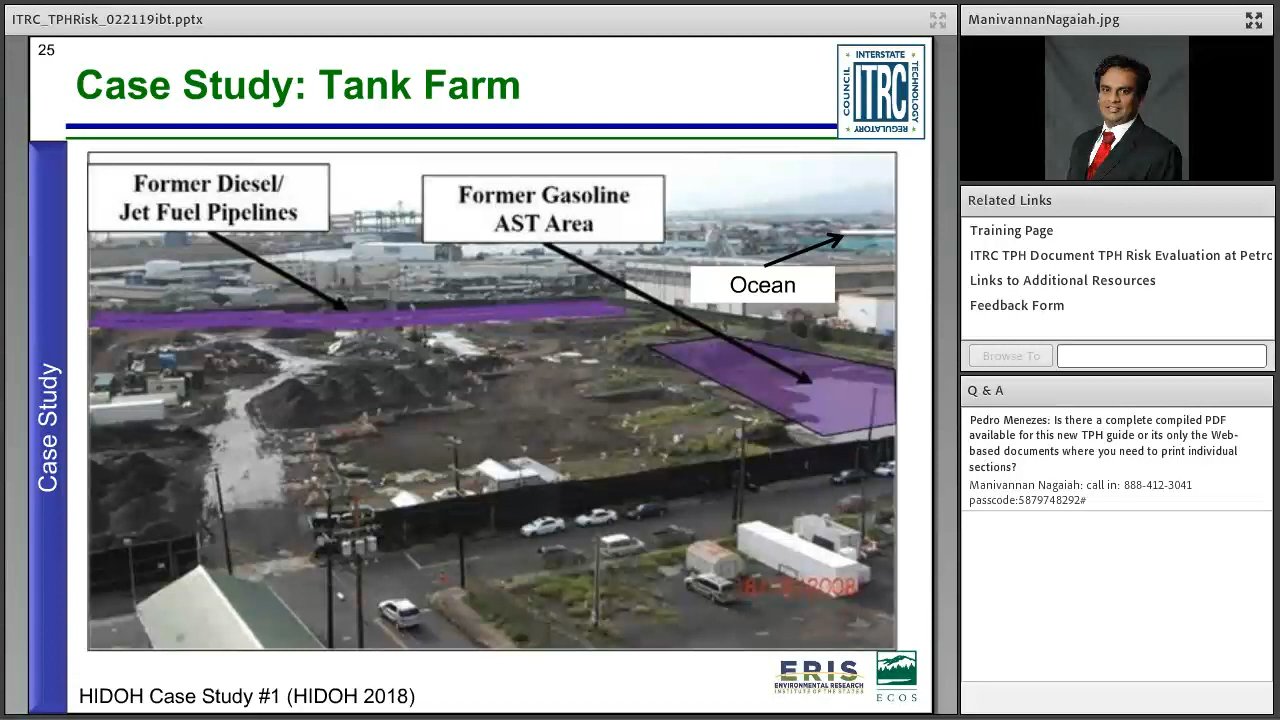 ITRC_TPHRisk_022119ibt.pptx
25
Case Study: Tank Farm
INTERSTATE
COUNCIL
ITRC
TECHNOLOGY
REGULATORY
Former Diesel/
Jet Fuel Pipelines
Former Gasoline
AST Area
Ocean
Case Study
HIDOH Case Study #1 (HIDOH 2018)
ERIS
ENVIRONMENTAL RESEARCH
INSTITUTE OF THE STATES
ECOS
ManivannanNagaiah.jpg
Related Links
Training Page
ITRC TPH Document TPH Risk Evaluation at Petrc
Links to Additional Resources
Feedback Form
Browse To
Q & A
Pedro Menezes: Is there a complete compiled PDF
available for this new TPH guide or its only the Web-
based documents where you need to print individual
sections?
Manivannan Nagaiah: call in: 888-412-3041
passcode:5879748292#